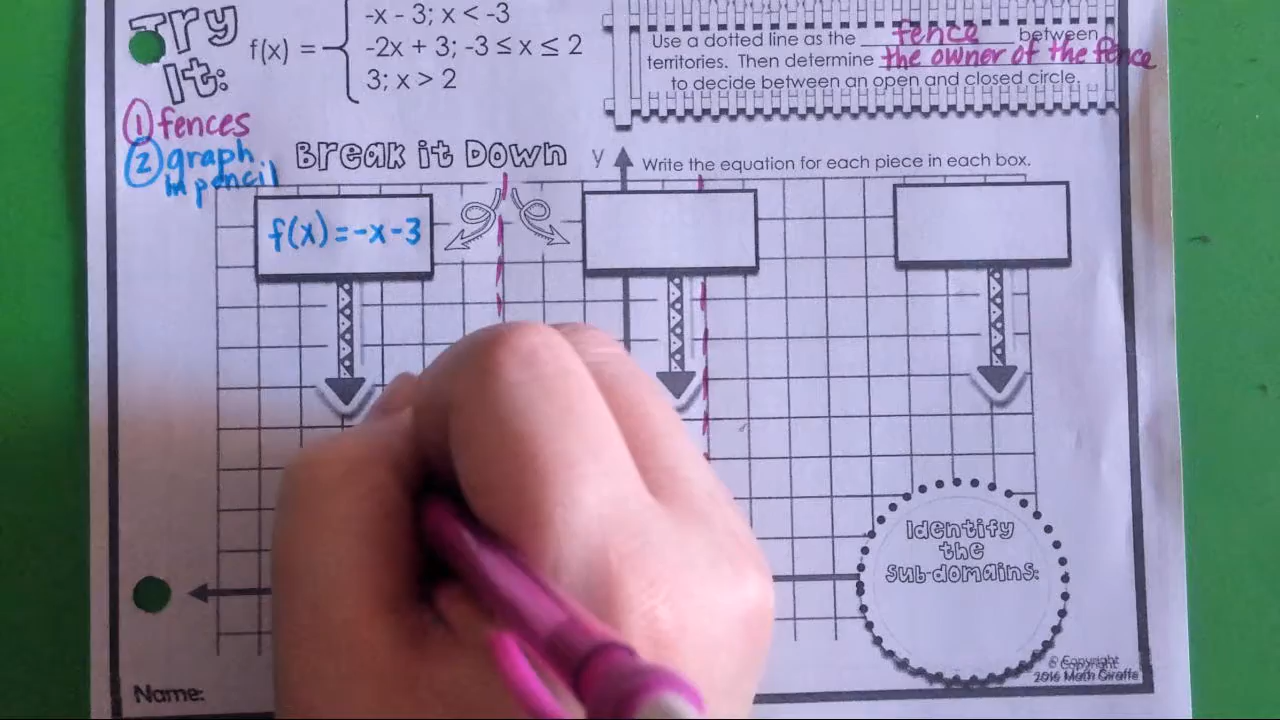 Try
It:
f(x) =
-x - 3; x < -3
-2x + 3; -3 ≤ x ≤ 2
3; x > 2
Use a dotted line as the fence between
territories. Then determine the owner of the fence
to decide between an open and closed circle.
① fences
② graph
in pencil
Break it Down
y
Write the equation for each piece in each box.
f(x)=-x-3
Identify
the
sub-domains:
© Copyright
2016 Math Giraffe
Name: